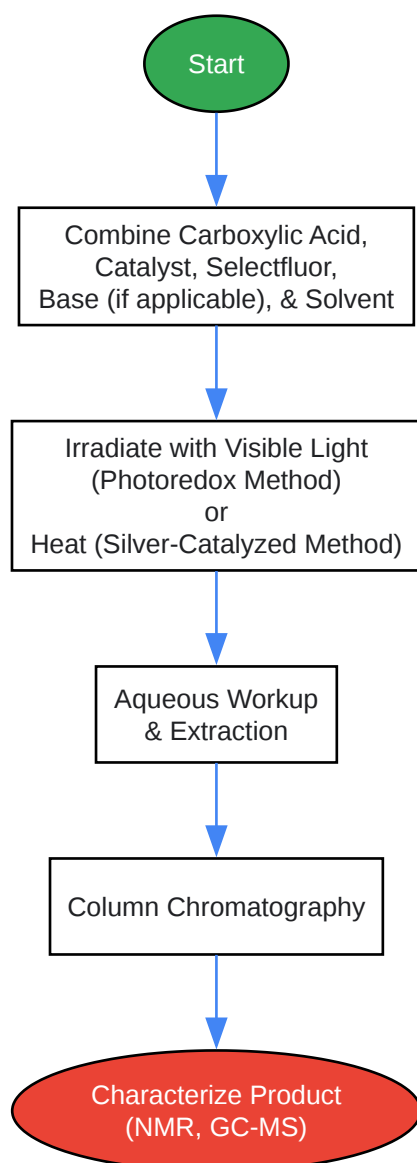 Start
Combine Carboxylic Acid,
Catalyst, Selectfluor,
Base (if applicable), & Solvent
Irradiate with Visible Light
(Photoredox Method)
or
Heat (Silver-Catalyzed Method)
Aqueous Workup
& Extraction
Column Chromatography
Characterize Product
(NMR, GC-MS)